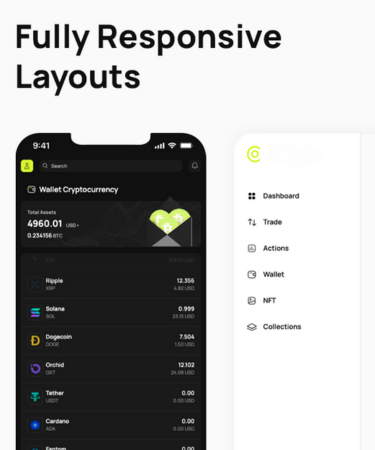 Fully Responsive
Layouts
9:41
Search
Wallet Cryptocurrency
Total Assets
4960.01 USD
0.234156 BTC
Ripple 12.356
XRP 4.82 USD
Solana 0.999
SOL 23.15 USD
Dogecoin 7.504
DOGE 1.50 USD
Orchid 12.102
OXT 24.08 USD
Tether 0.00
USDT 0.00 USD
Cardano 0.00
ADA 0.00 USD
Fantom 0.00
Dashboard
Trade
Actions
Wallet
NFT
Collections